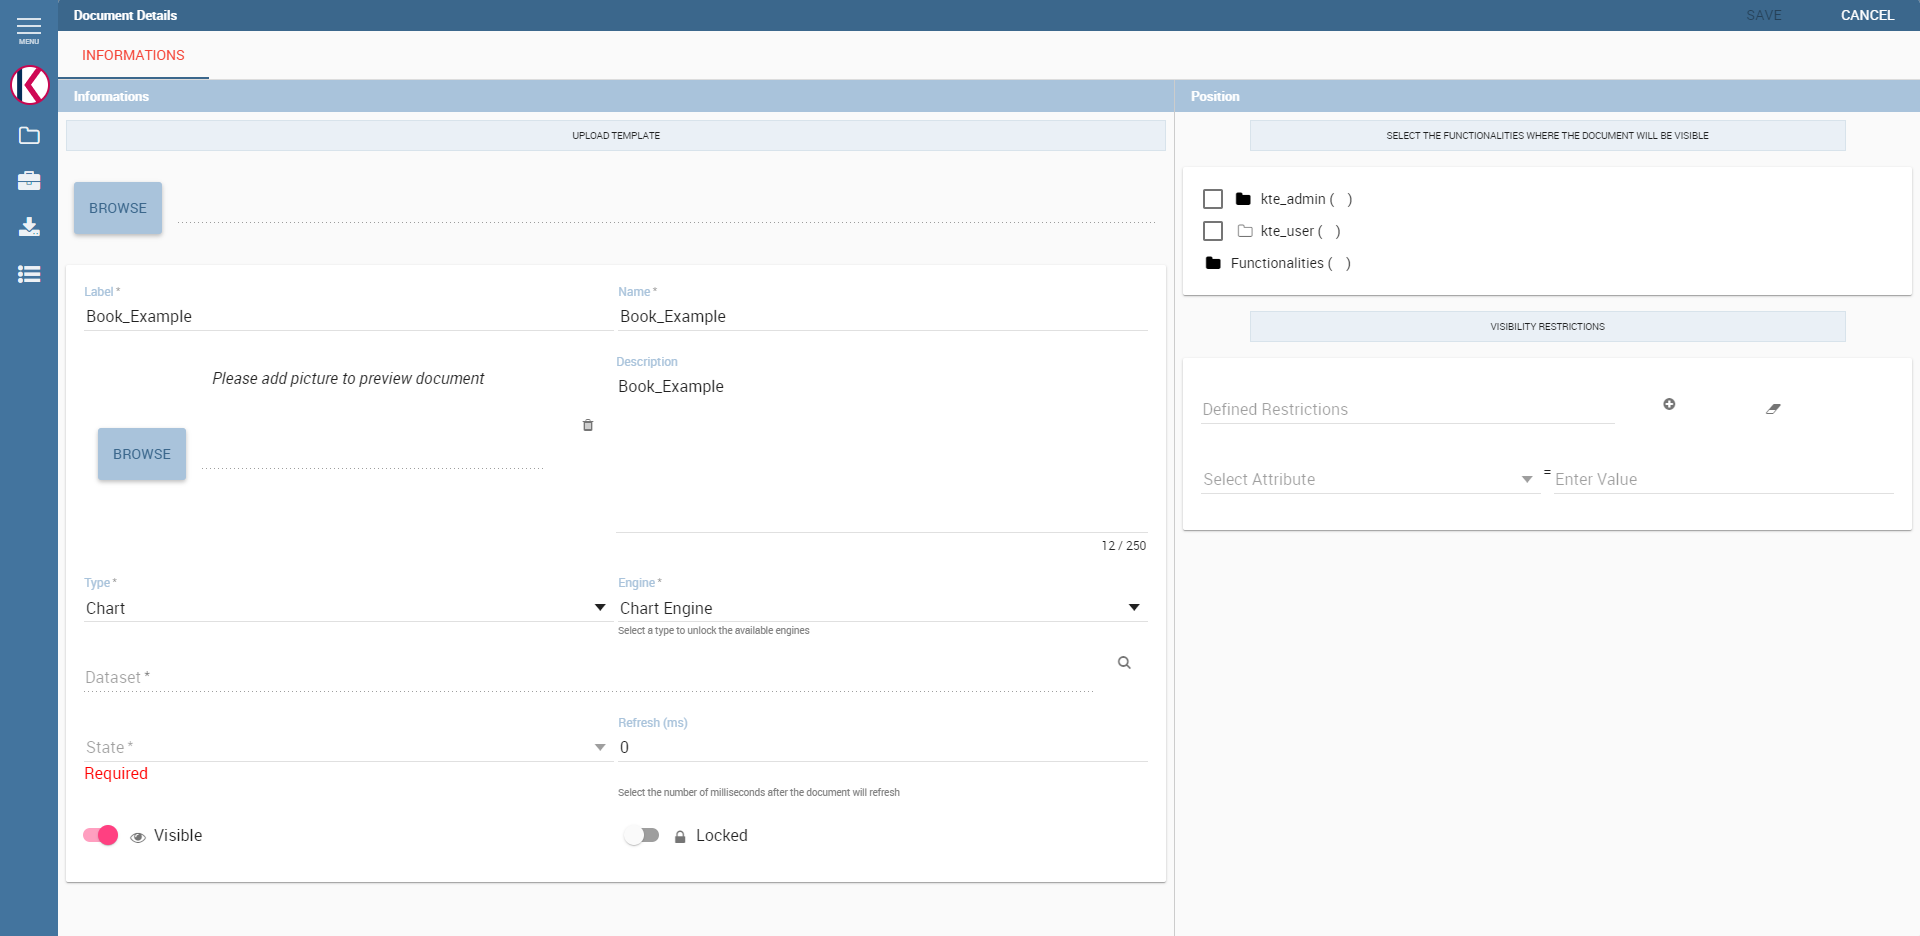 Document Details
SAVE
CANCEL
MENU
INFORMATIONS
Informations
UPLOAD TEMPLATE
BROWSE
Label *
Book_Example
Name *
Book_Example
Please add picture to preview document
BROWSE
Description
Book_Example
12 / 250
Type *
Chart
Engine *
Chart Engine
Select a type to unlock the available engines
Dataset *
State *
Required
Refresh (ms)
0
Select the number of milliseconds after the document will refresh
Visible
Locked
Position
SELECT THE FUNCTIONALITIES WHERE THE DOCUMENT WILL BE VISIBLE
kte_admin ( )
kte_user ( )
Functionalities ( )
VISIBILITY RESTRICTIONS
Defined Restrictions
Select Attribute
=
Enter Value